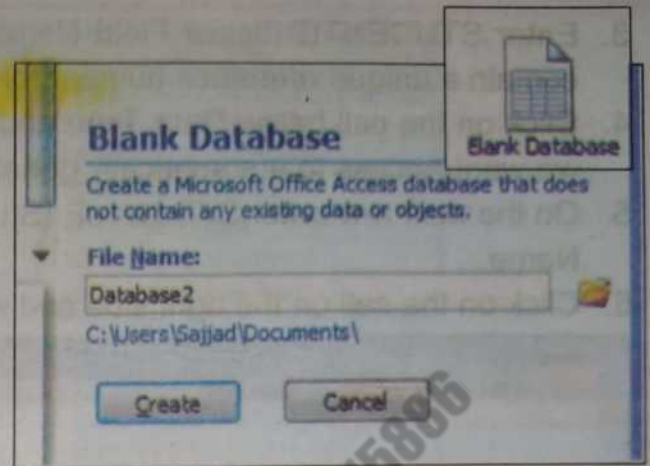 Blank Database
Blank Database
Create a Microsoft Office Access database that does
not contain any existing data or objects.
File Name:
Database2
C:\Users\Sajjad\Documents\
Create
Cancel